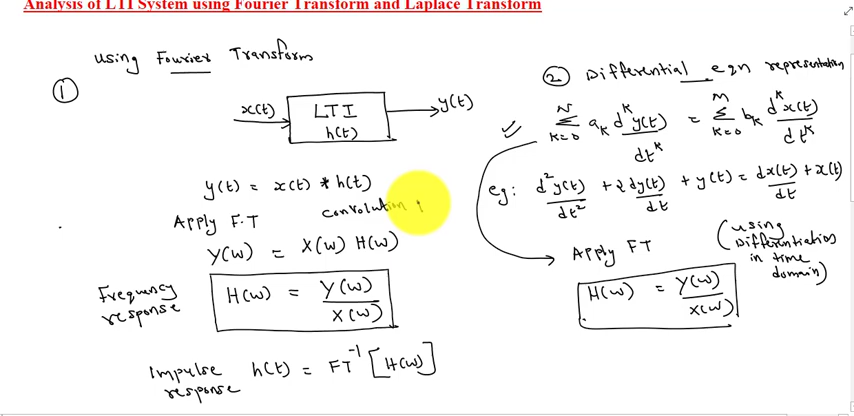 Analysis of LTI System using Fourier Transform and Laplace Transform
using Fourier Transform
①
x(t) LTI h(t) y(t)
y(t) = x(t) * h(t)
convolution
Apply F.T
Y(w) = X(w) H(w)
Frequency response H(w) = Y(w) / X(w)
Impulse response h(t) = FT⁻¹ [H(w)]
② Differential eqn representation
N ∑ k=0 aₖ dᵏy(t) / dtᵏ = M ∑ k=0 bₖ dᵏx(t) / dtᵏ
eg: d²y(t)/dt² + 2dy(t)/dt + y(t) = dx(t)/dt + x(t)
Apply FT
(using Differentiation in time domain)
H(w) = Y(w) / X(w)